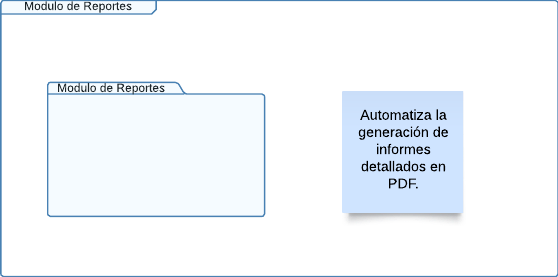 Modulo de Reportes
Modulo de Reportes
Automatiza la
generación de
informes
detallados en
PDF.